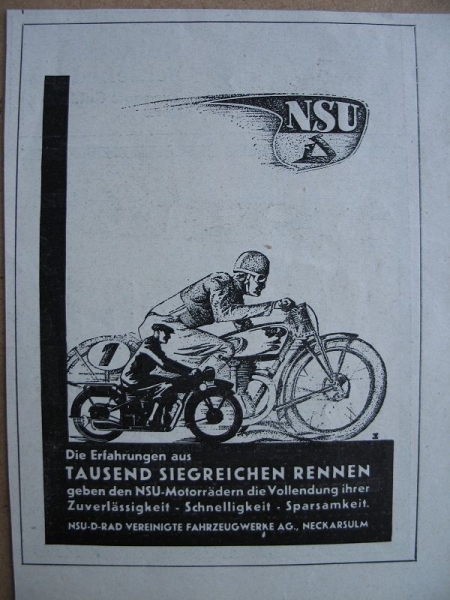 NSU
1
Die Erfahrungen aus
TAUSEND SIEGREICHEN RENNEN
geben den NSU-Motorrädern die Vollendung ihrer
Zuverlässigkeit - Schnelligkeit - Sparsamkeit.
NSU-D-RAD VEREINIGTE FAHRZEUGWERKE AG., NECKARSULM